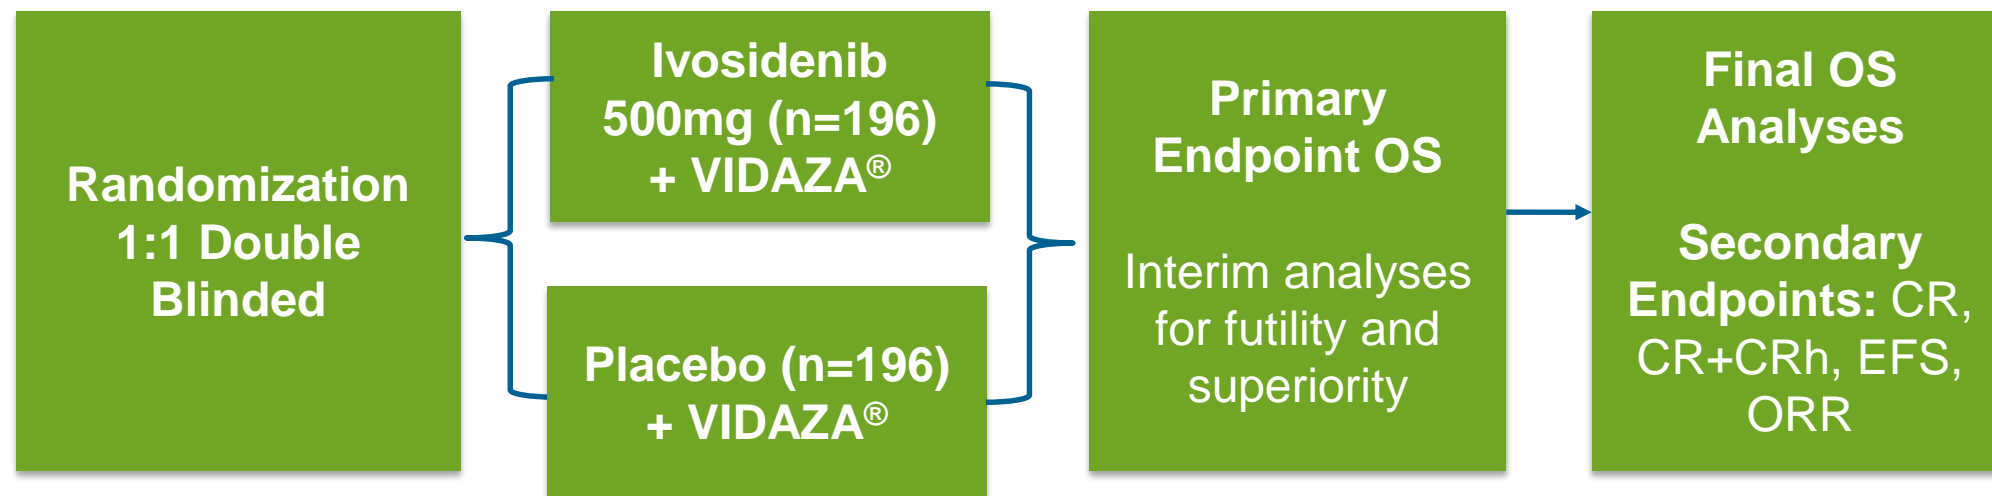 Randomization
1:1 Double
Blinded
Ivosidenib
500mg (n=196)
+ VIDAZA®
Placebo (n=196)
+ VIDAZA®
Primary
Endpoint OS
Interim analyses
for futility and
superiority
Final OS
Analyses
Secondary
Endpoints: CR,
CR+CRh, EFS,
ORR